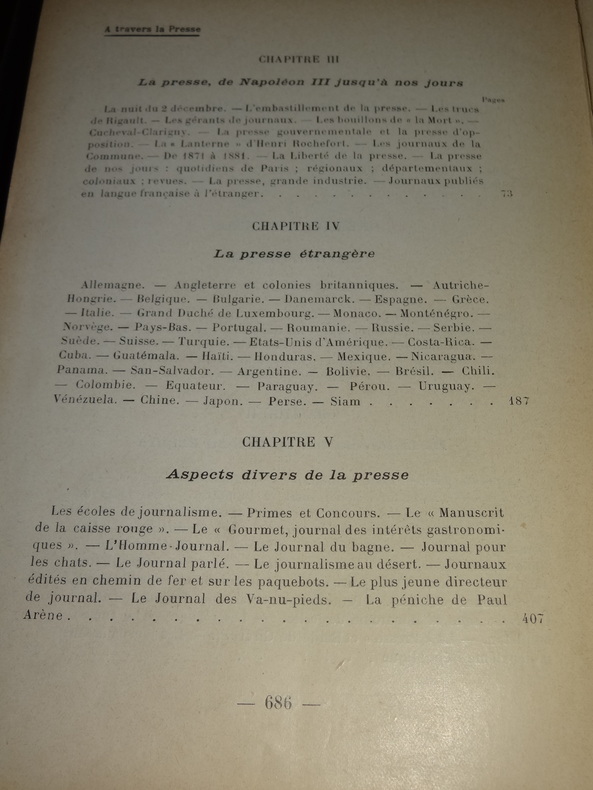 A travers la Presse
CHAPITRE III
La presse, de Napoléon III jusqu'à nos jours
Pages
La nuit du 2 décembre. — L'embastillement de la presse. — Les trucs
de Rigault. — Les gérants de journaux. — Les bouillons de « la Mort ». —
Cucheval-Clarigny. — La presse gouvernementale et la presse d'op-
position. — La « Lanterne » d'Henri Rochefort. — Les journaux de la
Commune. — De 1871 à 1881. — La Liberté de la presse. — La presse
de nos jours : quotidiens de Paris ; régionaux ; départementaux ;
coloniaux ; revues. — La presse, grande industrie. — Journaux publiés
en langue française à l'étranger. . . . . . . . . . . . 73
CHAPITRE IV
La presse étrangère
Allemagne. — Angleterre et colonies britanniques. — Autriche-
Hongrie. — Belgique. — Bulgarie. — Danemarck. — Espagne. — Grèce.
— Italie. — Grand Duché de Luxembourg. — Monaco. — Monténégro. —
Norvège. — Pays-Bas. — Portugal. — Roumanie. — Russie. — Serbie. —
Suède. — Suisse. — Turquie. — Etats-Unis d'Amérique. — Costa-Rica. —
Cuba. — Guatémala. — Haïti. — Honduras. — Mexique. — Nicaragua. —
Panama. — San-Salvador. — Argentine. — Bolivie. — Brésil. — Chili.
— Colombie. — Equateur. — Paraguay. — Pérou. — Uruguay. —
Vénézuela. — Chine. — Japon. — Perse. — Siam . . . . . . . 187
CHAPITRE V
Aspects divers de la presse
Les écoles de journalisme. — Primes et Concours. — Le « Manuscrit
de la caisse rouge ». — Le « Gourmet, journal des intérêts gastronomi-
ques ». — L'Homme-Journal. — Le Journal du bagne. — Journal pour
les chats. — Le Journal parlé. — Le journalisme au désert. — Journaux
édités en chemin de fer et sur les paquebots. — Le plus jeune directeur
de journal. — Le Journal des Va-nu-pieds. — La péniche de Paul
Arène . . . . . . . . . . . . . . . . . . 407
— 686 —